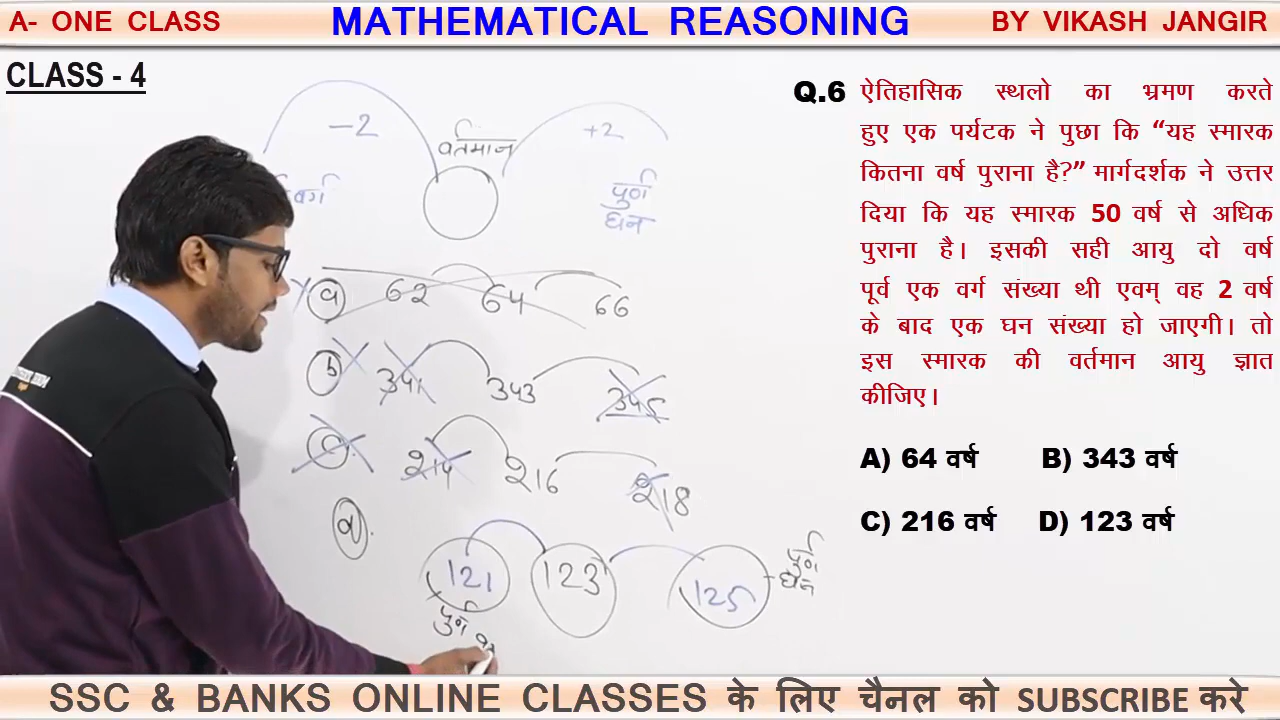 A- ONE CLASS
MATHEMATICAL REASONING
BY VIKASH JANGIR
CLASS - 4
-2
वर्तमान
+2
वर्ग
पुर्ण
घन
a 62 64 66
b 341 343 345
c 214 216 218
d
121 123 125
पुर्ण
पुर्ण
घन
Q.6 ऐतिहासिक स्थलो का भ्रमण करते
हुए एक पर्यटक ने पुछा कि “यह स्मारक
कितना वर्ष पुराना है?” मार्गदर्शक ने उत्तर
दिया कि यह स्मारक 50 वर्ष से अधिक
पुराना है। इसकी सही आयु दो वर्ष
पूर्व एक वर्ग संख्या थी एवम् वह 2 वर्ष
के बाद एक घन संख्या हो जाएगी। तो
इस स्मारक की वर्तमान आयु ज्ञात
कीजिए।
A) 64 वर्ष B) 343 वर्ष
C) 216 वर्ष D) 123 वर्ष
SSC & BANKS ONLINE CLASSES के लिए चैनल को SUBSCRIBE करे